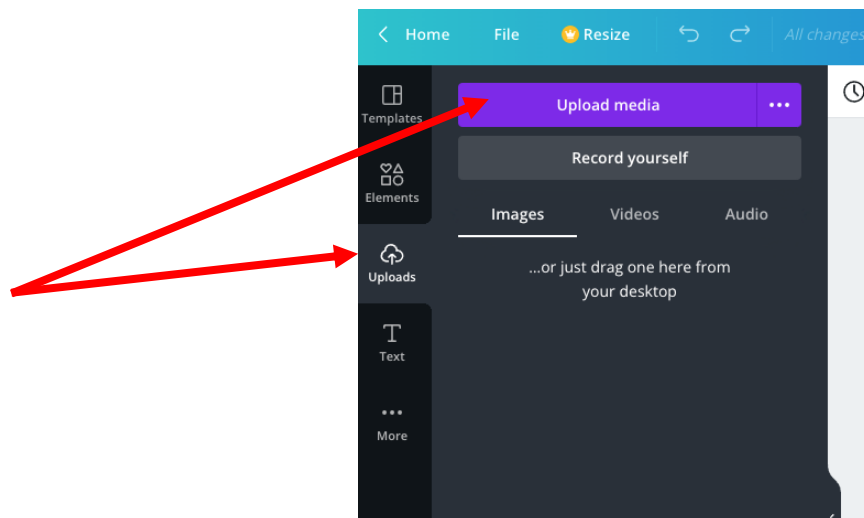 Home File Resize All changes
Templates
Upload media
Record yourself
Elements
Images Videos Audio
Uploads
...or just drag one here from
your desktop
Text
More